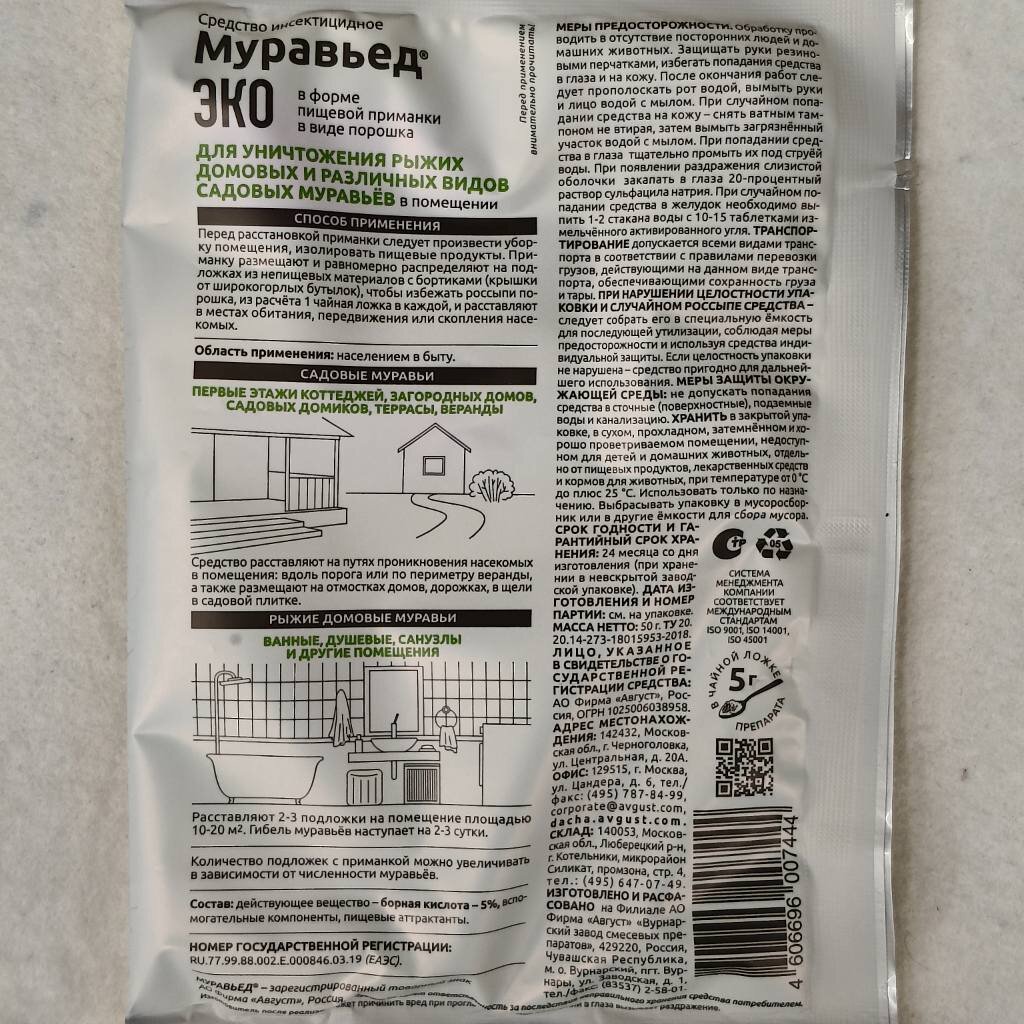 Средство инсектицидное
Муравьед®
ЭКО
в форме
пищевой приманки
в виде порошка
Перед применением
внимательно прочитать!
ДЛЯ УНИЧТОЖЕНИЯ РЫЖИХ
ДОМОВЫХ И РАЗЛИЧНЫХ ВИДОВ
САДОВЫХ МУРАВЬЁВ в помещении
СПОСОБ ПРИМЕНЕНИЯ
Перед расстановкой приманки следует произвести убор-
ку помещения, изолировать пищевые продукты. При-
манку размещают и равномерно распределяют на под-
ложках из непищевых материалов с бортиками (крышки
от широкогорлых бутылок), чтобы избежать россыпи по-
рошка, из расчёта 1 чайная ложка в каждой, и расставляют
в местах обитания, передвижения или скопления насе-
комых.
Область применения: населением в быту.
САДОВЫЕ МУРАВЬИ
ПЕРВЫЕ ЭТАЖИ КОТТЕДЖЕЙ, ЗАГОРОДНЫХ ДОМОВ,
САДОВЫХ ДОМИКОВ, ТЕРРАСЫ, ВЕРАНДЫ
Средство расставляют на путях проникновения насекомых
в помещения: вдоль порога или по периметру веранды,
а также размещают на отмостках домов, дорожках, в щели
в садовой плитке.
РЫЖИЕ ДОМОВЫЕ МУРАВЬИ
ВАННЫЕ, ДУШЕВЫЕ, САНУЗЛЫ
И ДРУГИЕ ПОМЕЩЕНИЯ
Расставляют 2-3 подложки на помещение площадью
10-20 м². Гибель муравьёв наступает на 2-3 сутки.
Количество подложек с приманкой можно увеличивать
в зависимости от численности муравьёв.
Состав: действующее вещество – борная кислота – 5%, вспо-
могательные компоненты, пищевые аттрактанты.
НОМЕР ГОСУДАРСТВЕННОЙ РЕГИСТРАЦИИ:
RU.77.99.88.002.Е.000846.03.19 (ЕАЭС).
МУРАВЬЕД® – зарегистрированный товарный знак
АО Фирма «Август», Россия
МЕРЫ ПРЕДОСТОРОЖНОСТИ. Обработку про-
водить в отсутствие посторонних людей и до-
машних животных. Защищать руки резино-
выми перчатками, избегать попадания средства
в глаза и на кожу. После окончания работ сле-
дует прополоскать рот водой, вымыть руки
и лицо водой с мылом. При случайном попа-
дании средства на кожу – снять ватным там-
поном не втирая, затем вымыть загрязнённый
участок водой с мылом. При попадании сред-
ства в глаза тщательно промыть их под струёй
воды. При появлении раздражения слизистой
оболочки закапать в глаза 20-процентный
раствор сульфацила натрия. При случайном по-
падании средства в желудок необходимо вы-
пить 1-2 стакана воды с 10-15 таблетками из-
мельчённого активированного угля. ТРАНСПОР-
ТИРОВАНИЕ допускается всеми видами транс-
порта в соответствии с правилами перевозки
грузов, действующими на данном виде транс-
порта, обеспечивающими сохранность груза
и тары. ПРИ НАРУШЕНИИ ЦЕЛОСТНОСТИ УПА-
КОВКИ И СЛУЧАЙНОМ РОССЫПЕ СРЕДСТВА –
следует собрать его в специальную ёмкость
для последующей утилизации, соблюдая меры
предосторожности и используя средства инди-
видуальной защиты. Если целостность упаковки
не нарушена – средство пригодно для дальней-
шего использования. МЕРЫ ЗАЩИТЫ ОКРУ-
ЖАЮЩЕЙ СРЕДЫ: не допускать попадания
средства в сточные (поверхностные), подземные
воды и канализацию. ХРАНИТЬ в закрытой упа-
ковке, в сухом, прохладном, затемнённом и хо-
рошо проветриваемом помещении, недоступ-
ном для детей и домашних животных, отдель-
но от пищевых продуктов, лекарственных средств
и кормов для животных, при температуре от 0 °С
до плюс 25 °С. Использовать только по назна-
чению. Выбрасывать упаковку в мусоросбор-
ник или в другие ёмкости для сбора мусора.
СРОК ГОДНОСТИ И ГА-
РАНТИЙНЫЙ СРОК ХРА-
НЕНИЯ: 24 месяца со дня
изготовления (при хране-
нии в невскрытой завод-
ской упаковке). ДАТА ИЗ-
ГОТОВЛЕНИЯ И НОМЕР
ПАРТИИ: см. на упаковке.
МАССА НЕТТО: 50 г. ТУ 20.
20.14-273-18015953-2018.
ЛИЦО, УКАЗАННОЕ
В СВИДЕТЕЛЬСТВЕ О ГО-
СУДАРСТВЕННОЙ РЕ-
ГИСТРАЦИИ СРЕДСТВА:
АО Фирма «Август», Рос-
сия, ОГРН 1025006038958.
АДРЕС МЕСТОНАХОЖ-
ДЕНИЯ: 142432, Москов-
ская обл., г. Черноголовка,
ул. Центральная, д. 20А.
ОФИС: 129515, г. Москва,
ул. Цандера, д. 6, тел./
факс: (495) 787-84-99,
corporate@avgust.com,
dacha.avgust.com.
СКЛАД: 140053, Москов-
ская обл., Люберецкий р-н,
г. Котельники, микрорайон
Силикат, промзона, стр. 4,
тел.: (495) 647-07-49.
ИЗГОТОВЛЕНО И РАСФА-
СОВАНО на Филиале АО
Фирма «Август» «Вурнар-
ский завод смесевых пре-
паратов», 429220, Россия,
Чувашская Республика,
м. о. Вурнарский, пгт. Вур-
нары, ул. Заводская, д. 1,
тел./факс: (83537) 2-58-01.
СТР
05
СИСТЕМА
МЕНЕДЖМЕНТА
КОМПАНИИ
СООТВЕТСТВУЕТ
МЕЖДУНАРОДНЫМ
СТАНДАРТАМ
ISO 9001, ISO 14001,
ISO 45001
В ЧАЙНОЙ ЛОЖКЕ
5 г
ПРЕПАРАТА
4 606696 007444